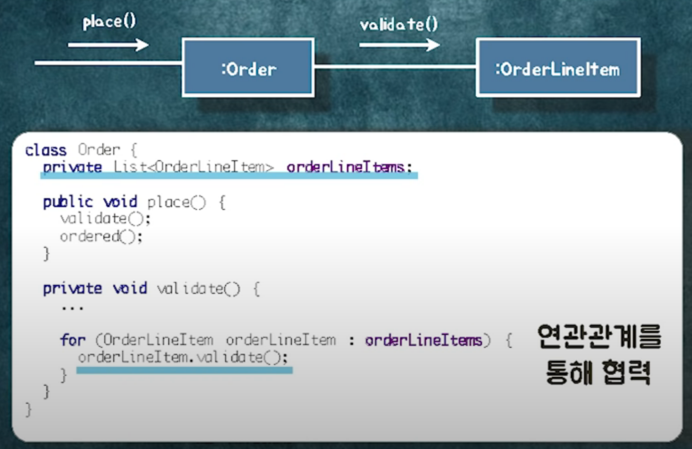 place()
validate()
:Order
:OrderLineItem
class Order {
private List<OrderLineItem> orderLineItems;
public void place() {
validate();
ordered();
}
private void validate() {
...
for (OrderLineItem orderLineItem : orderLineItems) {
orderLineItem.validate();
}
}
}
연관관계를
통해 협력